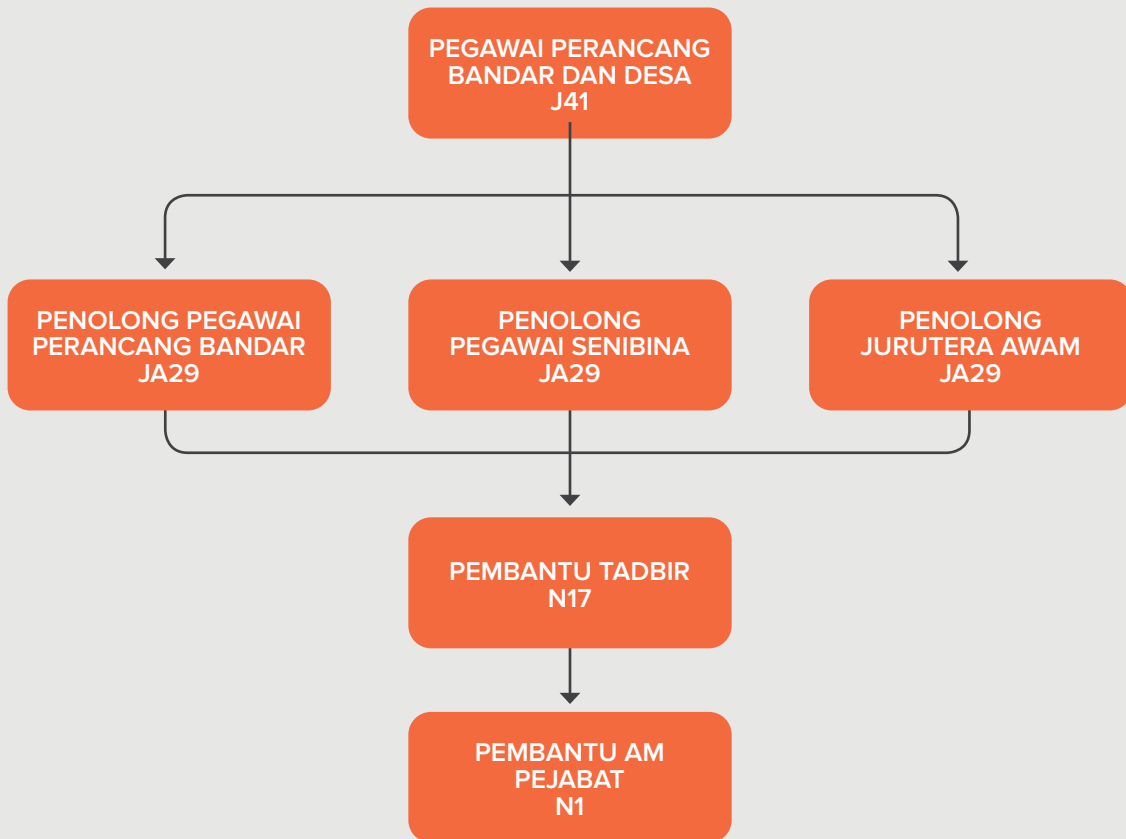 PEGAWAI PERANCANG
BANDAR DAN DESA
J41
PENOLONG PEGAWAI
PERANCANG BANDAR
JA29
PENOLONG
PEGAWAI SENIBINA
JA29
PENOLONG
JURUTERA AWAM
JA29
PEMBANTU TADBIR
N17
PEMBANTU AM
PEJABAT
N1